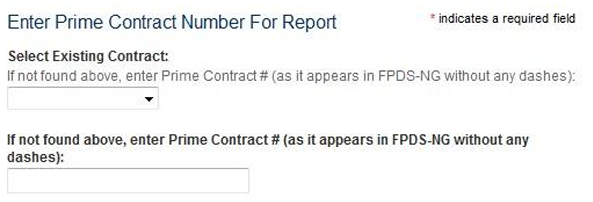 Enter Prime Contract Number For Report
* indicates a required field
Select Existing Contract:
If not found above, enter Prime Contract # (as it appears in FPDS-NG without any dashes):
If not found above, enter Prime Contract # (as it appears in FPDS-NG without any
dashes):